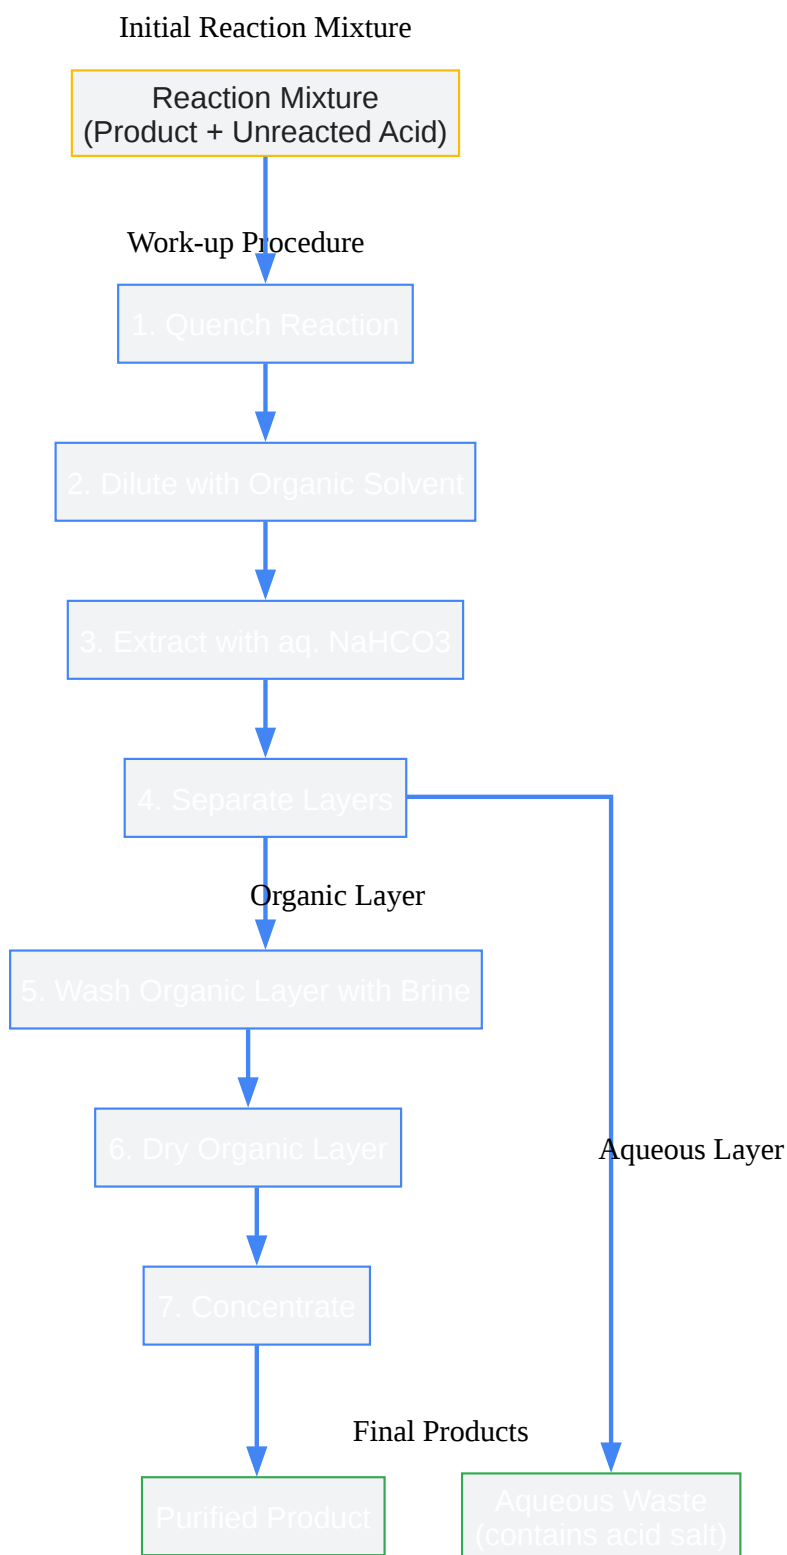 Initial Reaction Mixture
Reaction Mixture
(Product + Unreacted Acid)
Work-up Procedure
1. Quench Reaction
2. Dilute with Organic Solvent
3. Extract with aq. NaHCO3
4. Separate Layers
Organic Layer
5. Wash Organic Layer with Brine
6. Dry Organic Layer
Aqueous Layer
7. Concentrate
Final Products
Purified Product
Aqueous Waste
(contains acid salt)